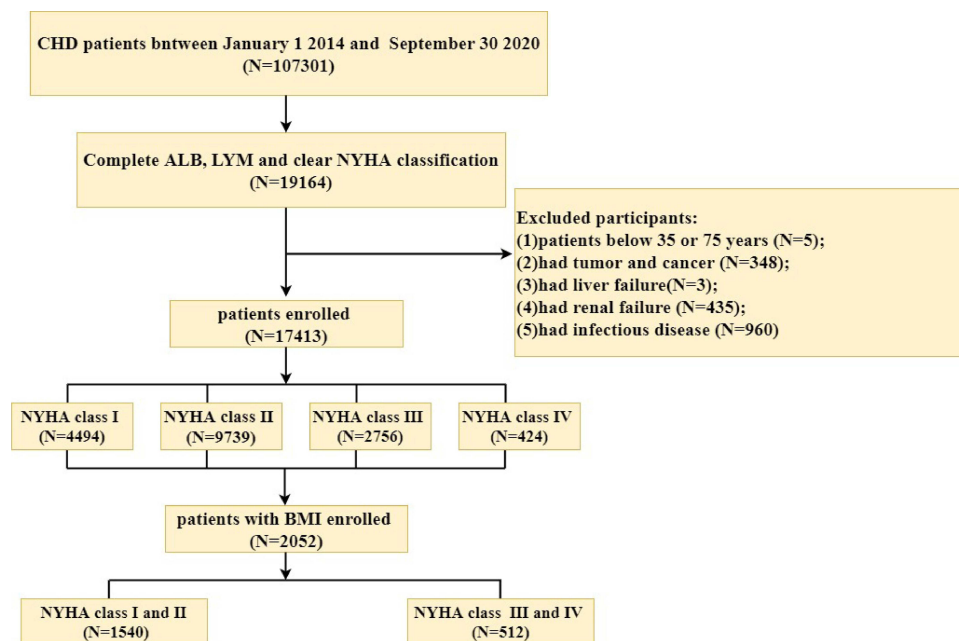 CHD patients bntween January 1 2014 and September 30 2020
(N=107301)
Complete ALB, LYM and clear NYHA classification
(N=19164)
Excluded participants:
(1)patients below 35 or 75 years (N=5);
(2)had tumor and cancer (N=348);
(3)had liver failure(N=3);
(4)had renal failure (N=435);
(5)had infectious disease (N=960)
patients enrolled
(N=17413)
NYHA class I
(N=4494)
NYHA class II
(N=9739)
NYHA class III
(N=2756)
NYHA class IV
(N=424)
patients with BMI enrolled
(N=2052)
NYHA class I and II
(N=1540)
NYHA class III and IV
(N=512)